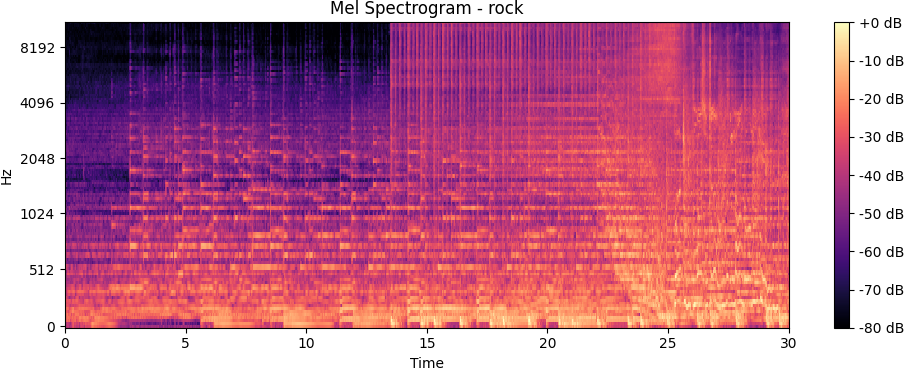 Mel Spectrogram - rock
Hz
8192
4096
2048
1024
512
0
0 5 10 15 20 25 30
Time
+0 dB
-10 dB
-20 dB
-30 dB
-40 dB
-50 dB
-60 dB
-70 dB
-80 dB